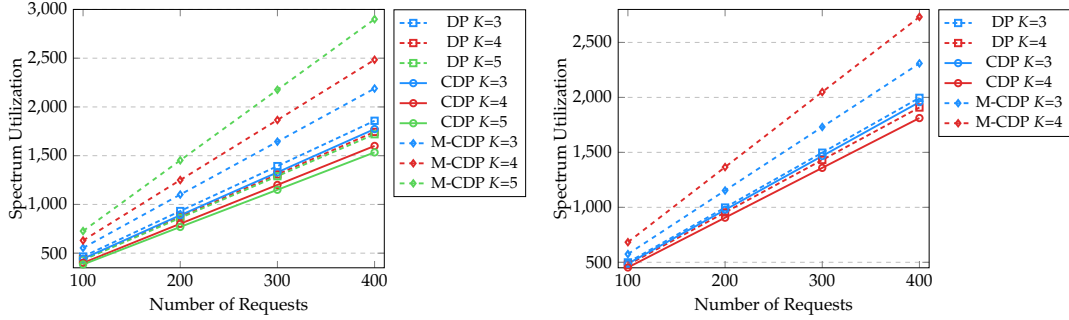 3,000
2,500
2,000
1,500
1,000
500
Spectrum Utilization
100 200 300 400
Number of Requests
DP K=3
DP K=4
DP K=5
CDP K=3
CDP K=4
CDP K=5
M-CDP K=3
M-CDP K=4
M-CDP K=5
2,500
2,000
1,500
1,000
500
Spectrum Utilization
100 200 300 400
Number of Requests
DP K=3
DP K=4
CDP K=3
CDP K=4
M-CDP K=3
M-CDP K=4